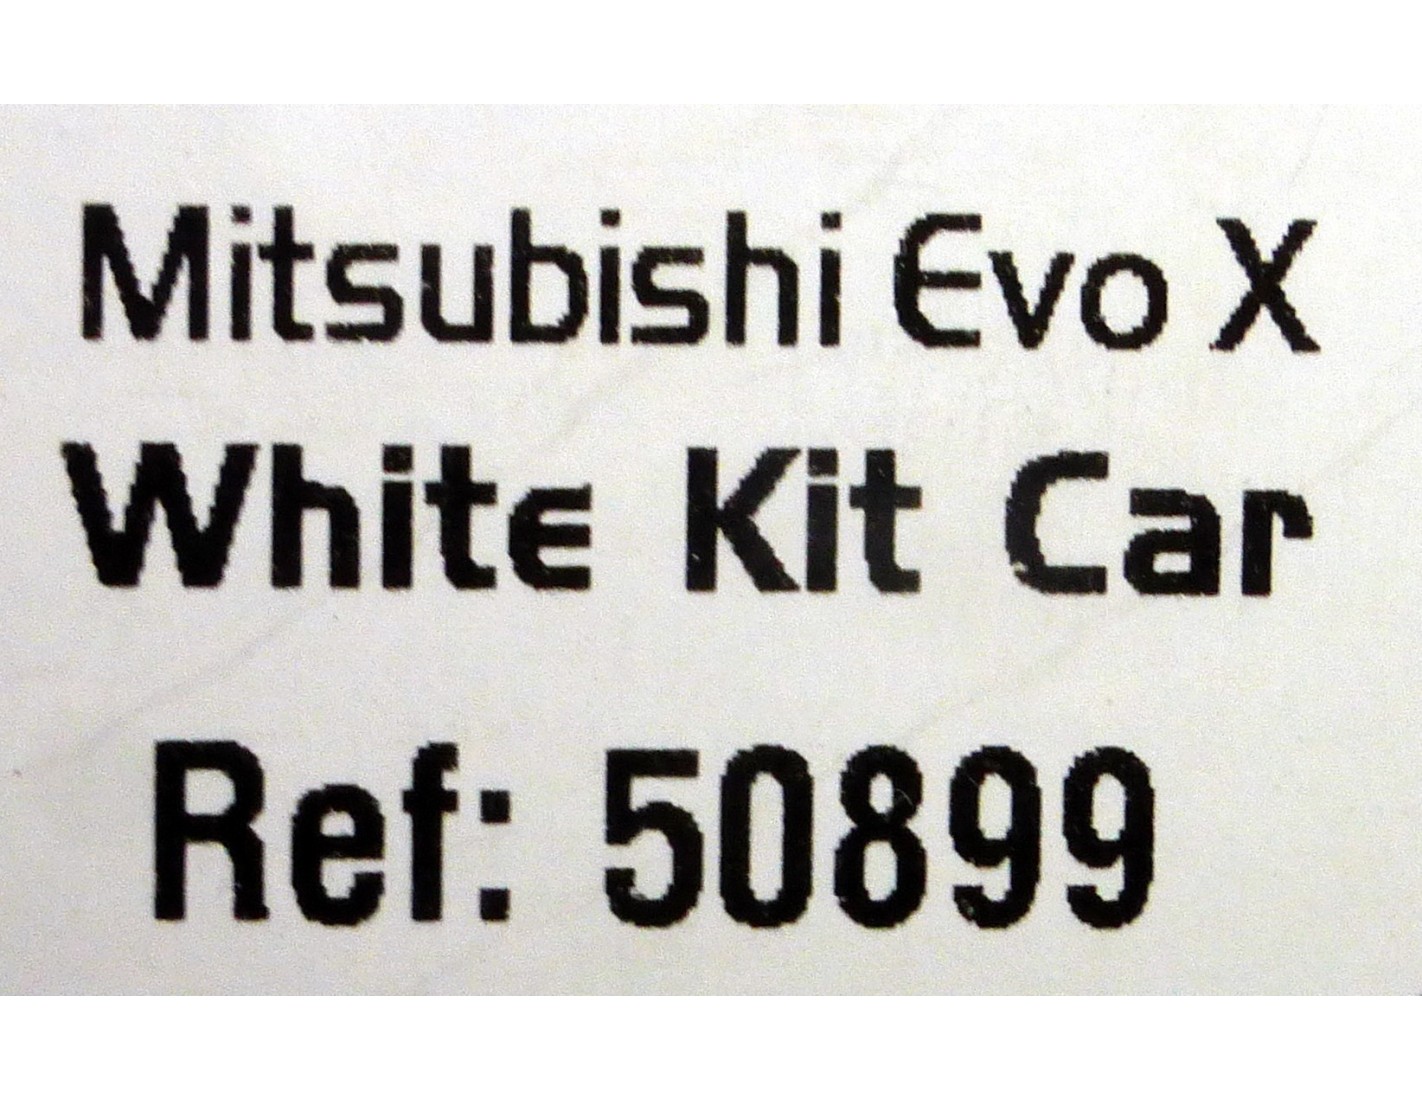 Mitsubishi Evo X
White Kit Car
Ref: 50899